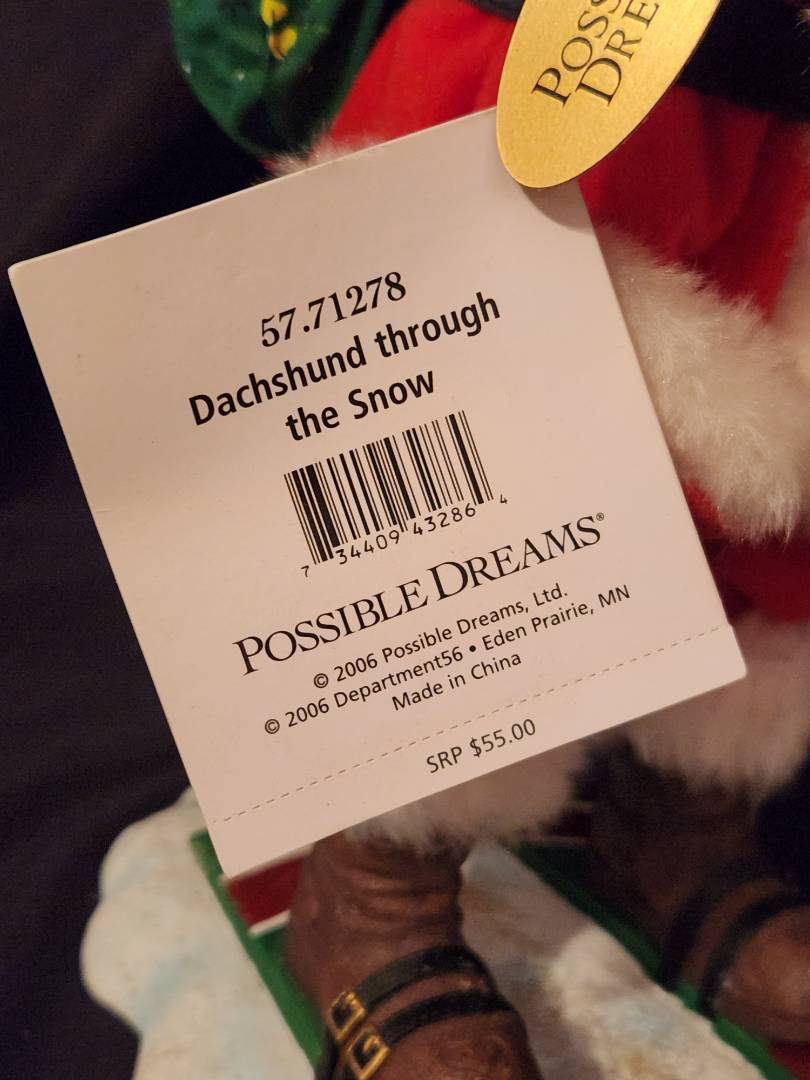 POSS
DRE
57.71278
Dachshund through
the Snow
7 34409 43286 4
POSSIBLE DREAMS®
© 2006 Possible Dreams, Ltd.
© 2006 Department56 • Eden Prairie, MN
Made in China
SRP $55.00